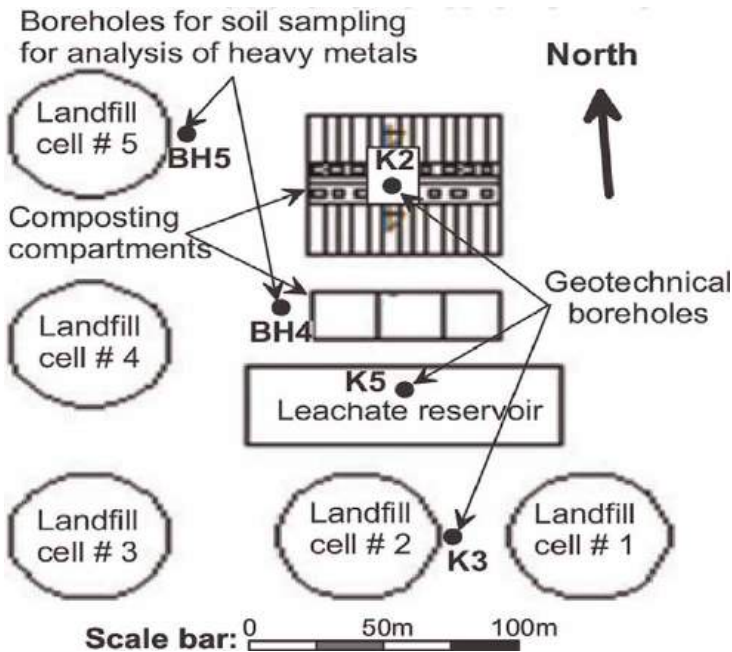 Boreholes for soil sampling
for analysis of heavy metals
North
Landfill
cell # 5
BH5
K2
Composting
compartments
Geotechnical
boreholes
BH4
Landfill
cell # 4
K5
Leachate reservoir
Landfill
cell # 3
Landfill
cell # 2
K3
Landfill
cell # 1
Scale bar:
0 50m 100m